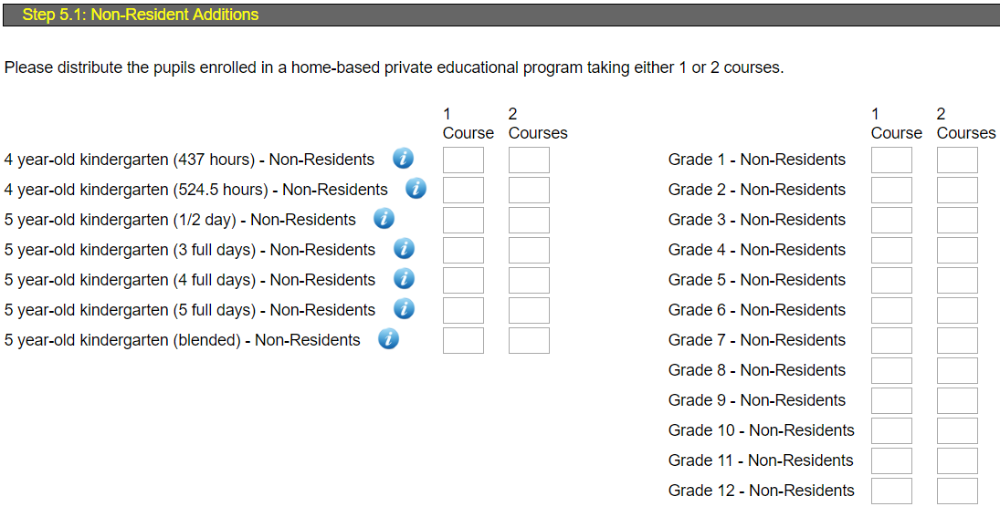 Step 5.1: Non-Resident Additions
Please distribute the pupils enrolled in a home-based private educational program taking either 1 or 2 courses.
1 Course
2 Courses
4 year-old kindergarten (437 hours) - Non-Residents
4 year-old kindergarten (524.5 hours) - Non-Residents
5 year-old kindergarten (1/2 day) - Non-Residents
5 year-old kindergarten (3 full days) - Non-Residents
5 year-old kindergarten (4 full days) - Non-Residents
5 year-old kindergarten (5 full days) - Non-Residents
5 year-old kindergarten (blended) - Non-Residents
1 Course
2 Courses
Grade 1 - Non-Residents
Grade 2 - Non-Residents
Grade 3 - Non-Residents
Grade 4 - Non-Residents
Grade 5 - Non-Residents
Grade 6 - Non-Residents
Grade 7 - Non-Residents
Grade 8 - Non-Residents
Grade 9 - Non-Residents
Grade 10 - Non-Residents
Grade 11 - Non-Residents
Grade 12 - Non-Residents